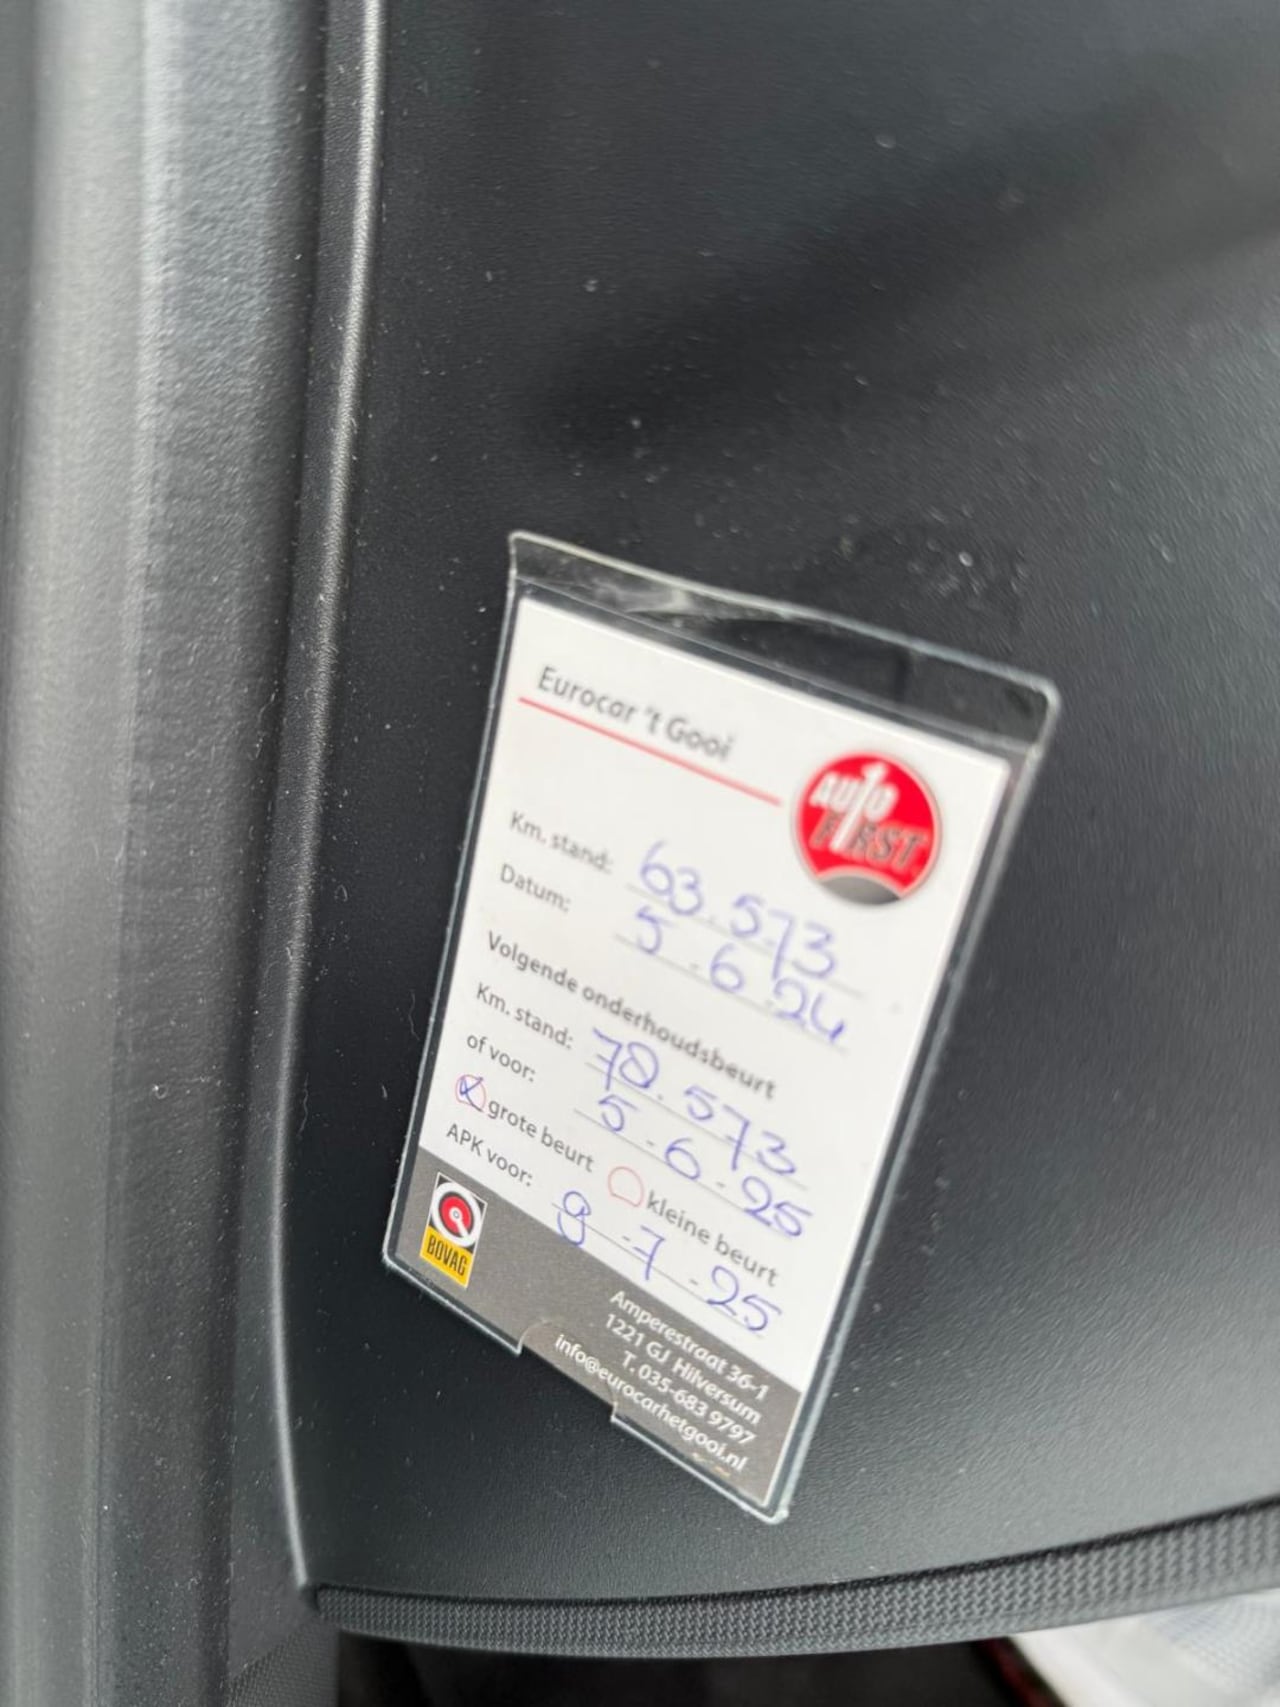 Eurocar 't Gooi
AUTO
FIRST
Km. stand: 63.573
Datum: 5.6.24
Volgende onderhoudsbeurt
Km. stand: 78.573
of voor: 5-6-25
grote beurt kleine beurt
APK voor: 8-7-25
BOVAG
Amperestraat 36-1
1221 GJ Hilversum
T. 035-683 9797
info@eurocarhetgooi.nl